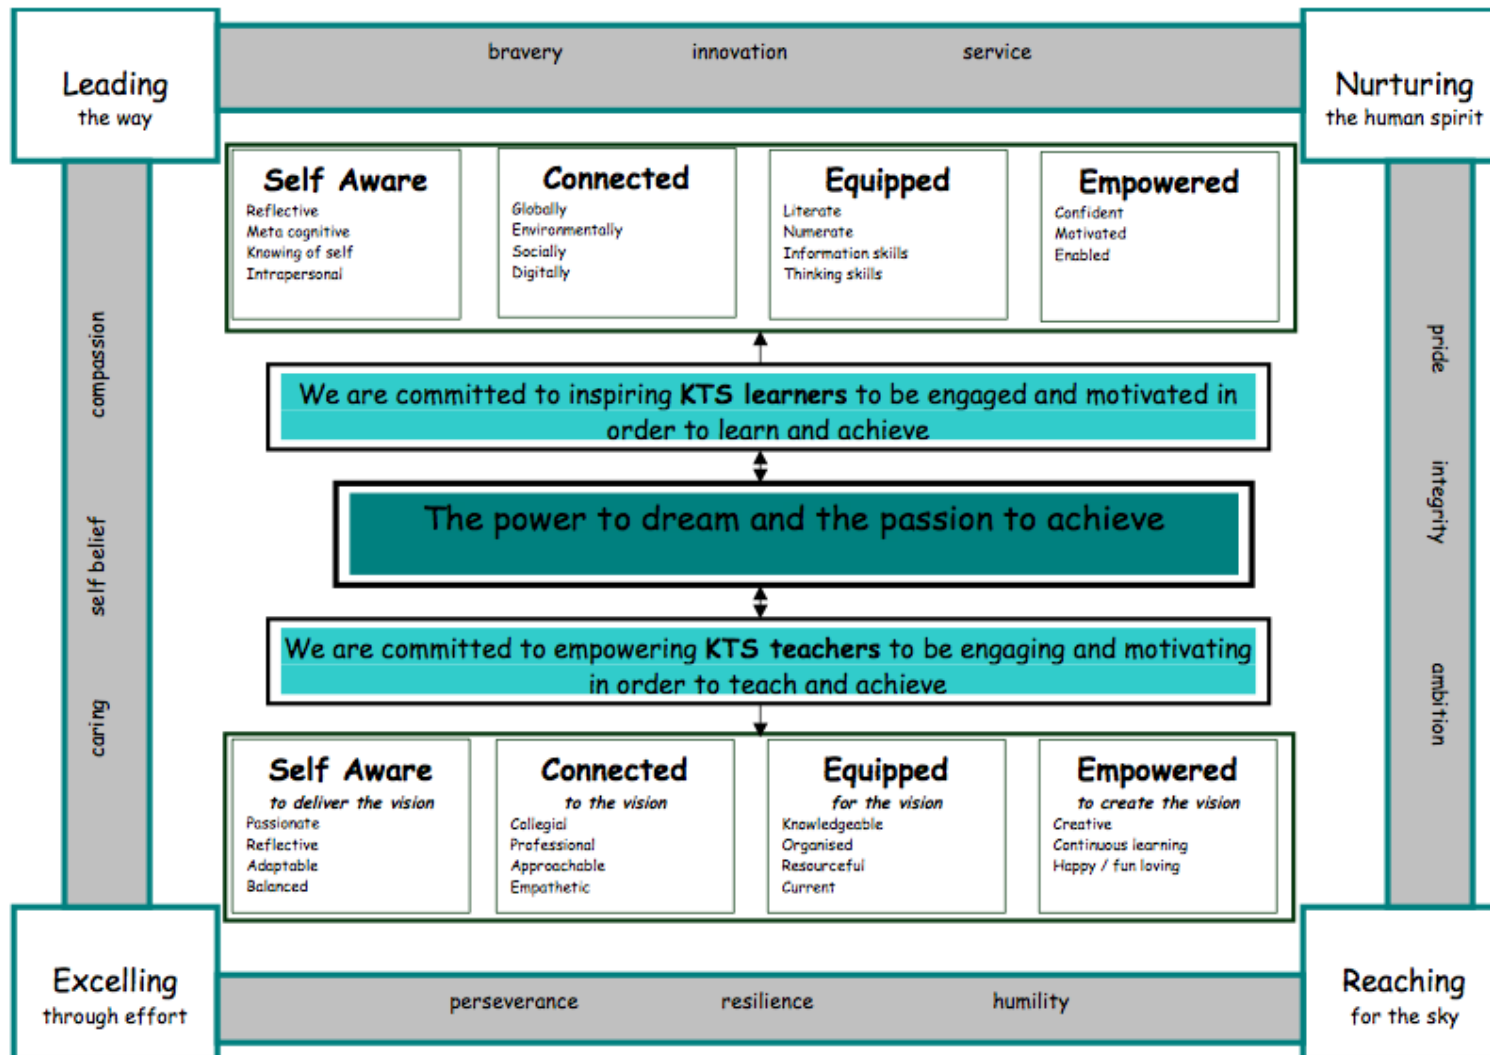 bravery innovation service
Leading
the way
Nurturing
the human spirit
Self Aware
Reflective
Meta cognitive
Knowing of self
Intrapersonal
Connected
Globally
Environmentally
Socially
Digitally
Equipped
Literate
Numerate
Information skills
Thinking skills
Empowered
Confident
Motivated
Enabled
compassion
self belief
caring
pride
integrity
ambition
We are committed to inspiring KTS learners to be engaged and motivated in
order to learn and achieve
The power to dream and the passion to achieve
We are committed to empowering KTS teachers to be engaging and motivating
in order to teach and achieve
Self Aware
to deliver the vision
Passionate
Reflective
Adaptable
Balanced
Connected
to the vision
Collegial
Professional
Approachable
Empathetic
Equipped
for the vision
Knowledgeable
Organised
Resourceful
Current
Empowered
to create the vision
Creative
Continuous learning
Happy / fun loving
Excelling
through effort
perseverance resilience humility
Reaching
for the sky